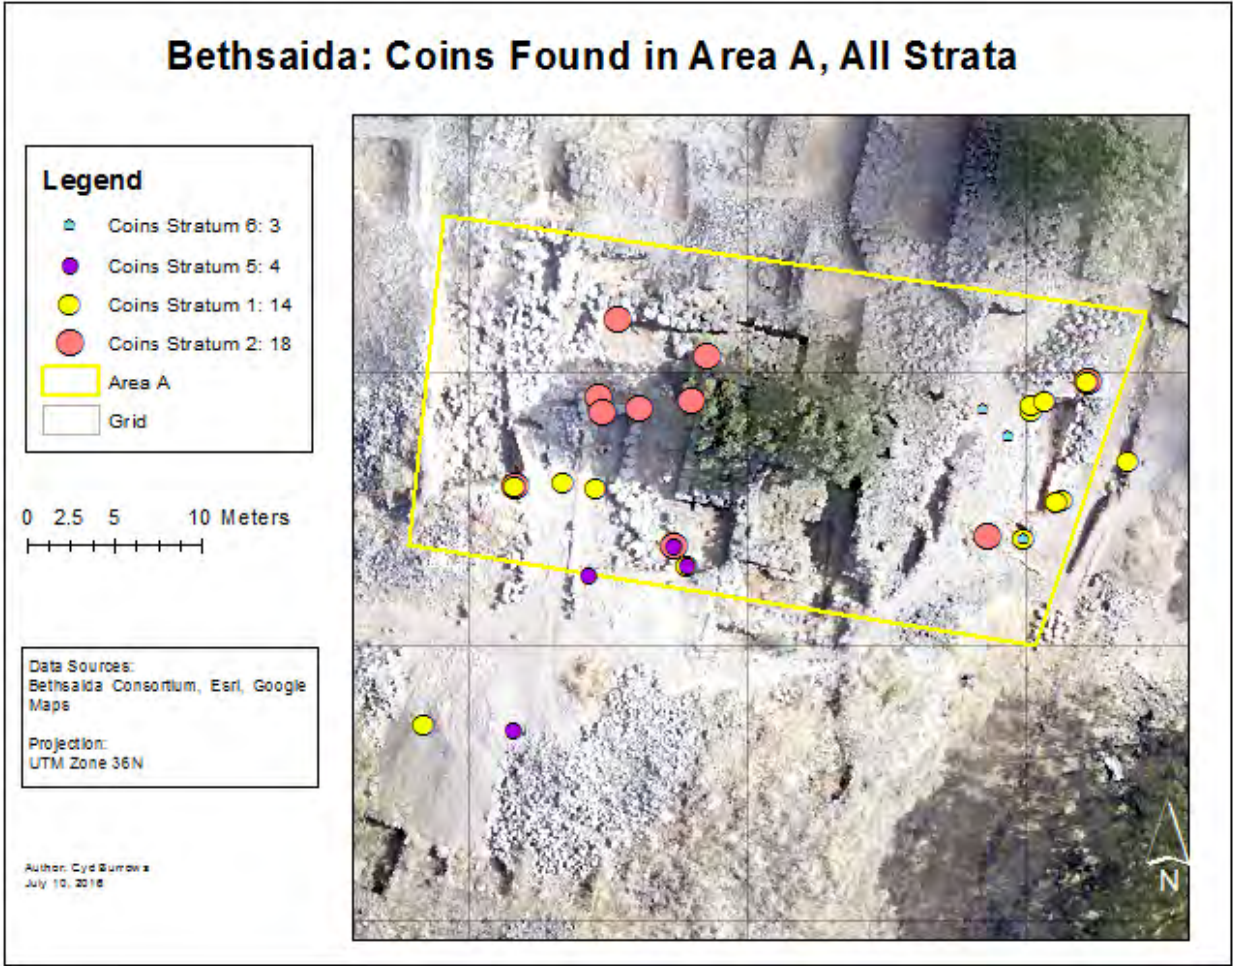 Bethsaida: Coins Found in Area A, All Strata
Legend
Coins Stratum 6: 3
Coins Stratum 5: 4
Coins Stratum 1: 14
Coins Stratum 2: 18
Area A
Grid
0 2.5 5 10 Meters
Data Sources:
Bethsaida Consortium, Esri, Google
Maps
Projection:
UTM Zone 36N
Author: Cyd Burrows
July 10, 2016
N